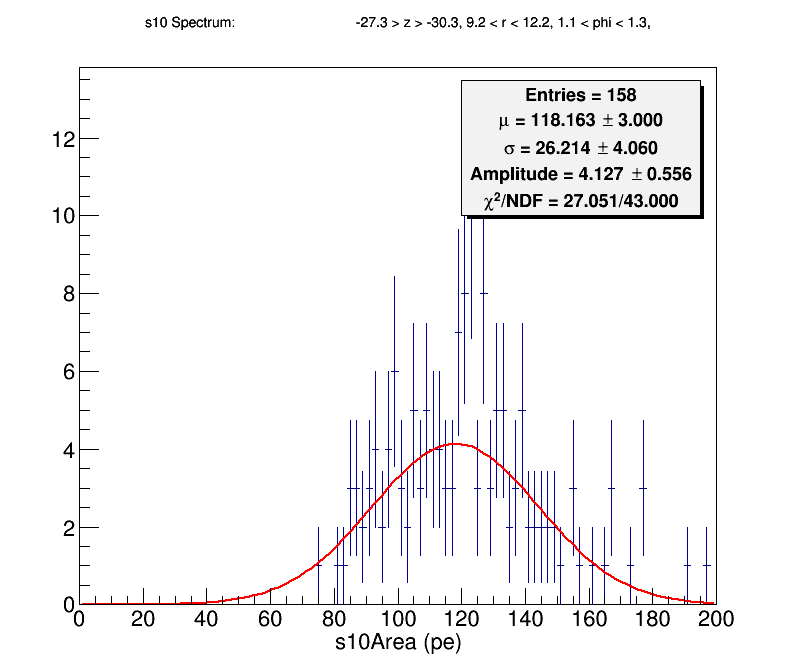 s10 Spectrum: -27.3 > z > -30.3, 9.2 < r < 12.2, 1.1 < phi < 1.3,
Entries = 158
μ = 118.163 ± 3.000
σ = 26.214 ± 4.060
Amplitude = 4.127 ± 0.556
χ²/NDF = 27.051/43.000
12
10
8
6
4
2
0
0 20 40 60 80 100 120 140 160 180 200
s10Area (pe)